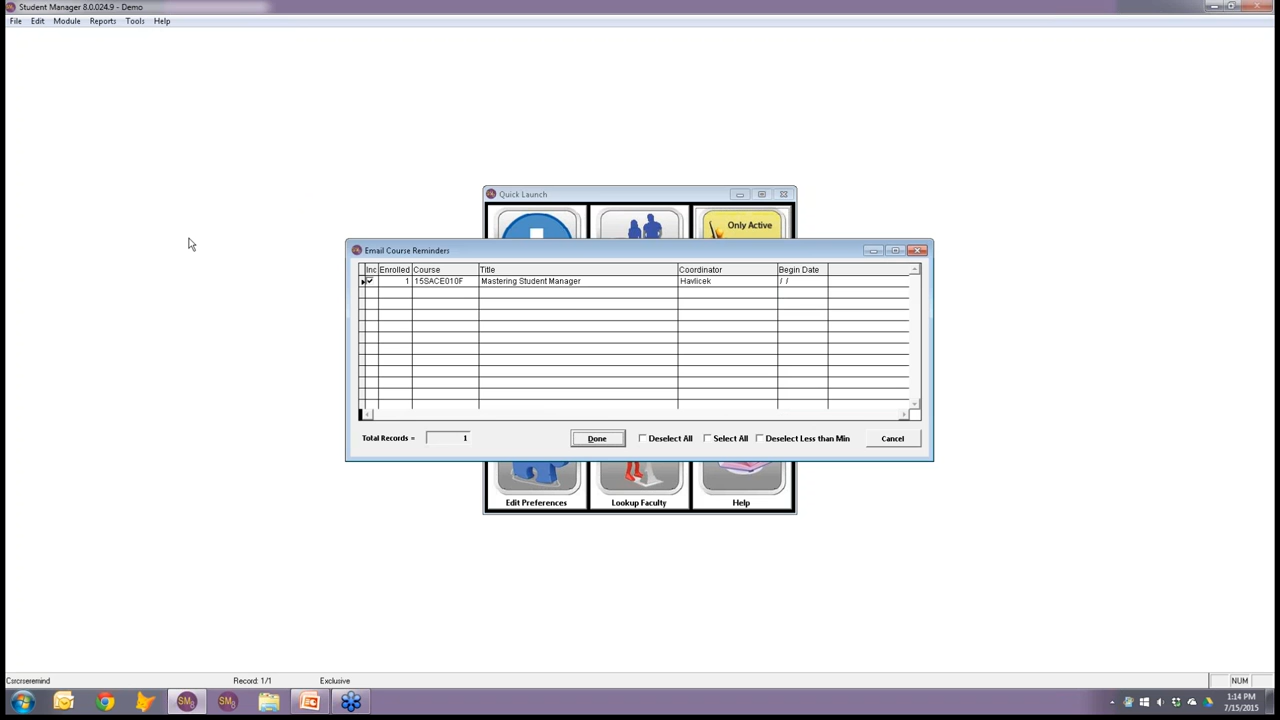 Student Manager 8.0.024.9 - Demo
File Edit Module Reports Tools Help
Quick Launch
Only Active
Email Course Reminders
Inc Enrolled Course Title Coordinator Begin Date
1 15SACE010F Mastering Student Manager Havlicek / /
Total Records = 1 Done Deselect All Select All Deselect Less than Min Cancel
Edit Preferences Lookup Faculty Help
Csrcrseremind Record: 1/1 Exclusive NUM
1:14 PM
7/15/2015